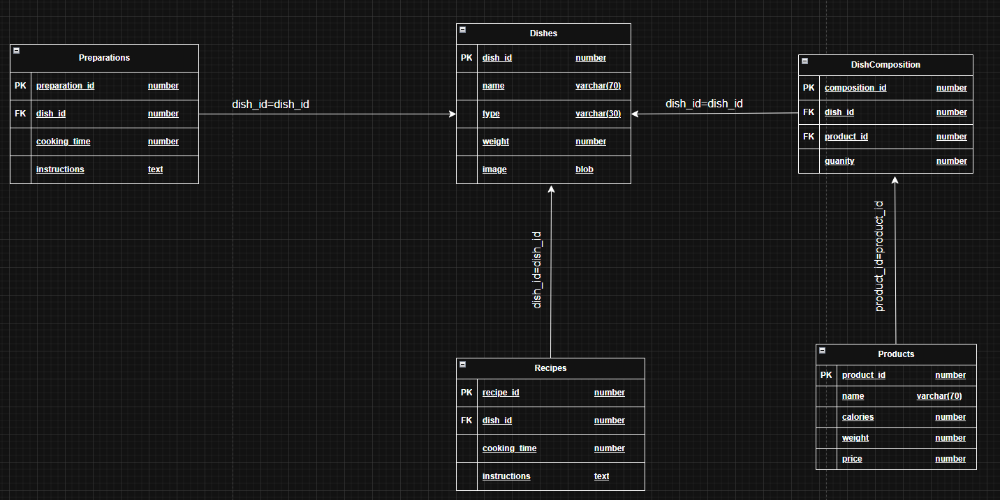 Preparations
PK preparation_id number
FK dish_id number
cooking_time number
instructions text
dish_id=dish_id
Dishes
PK dish_id number
name varchar(70)
type varchar(30)
weight number
image blob
dish_id=dish_id
DishComposition
PK composition_id number
FK dish_id number
FK product_id number
quanity number
dish_id=dish_id
product_id=product_id
Recipes
PK recipe_id number
FK dish_id number
cooking_time number
instructions text
Products
PK product_id number
name varchar(70)
calories number
weight number
price number